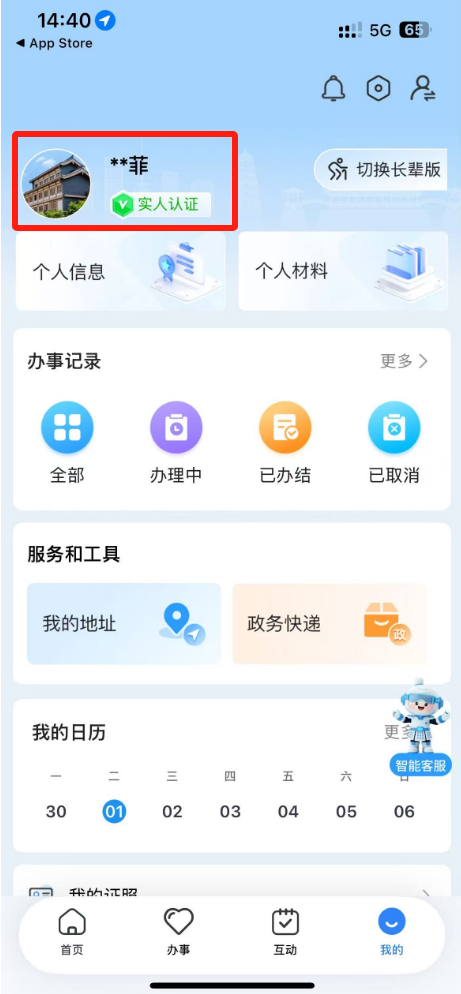 14:40
5G 65
◀ App Store
**菲
实人认证
切换长辈版
个人信息
个人材料
办事记录
更多
全部
办理中
已办结
已取消
服务和工具
我的地址
政务快递
政
我的日历
更多
智能客服
一 二 三 四 五 六 日
30 01 02 03 04 05 06
我的证照
首页
办事
互动
我的